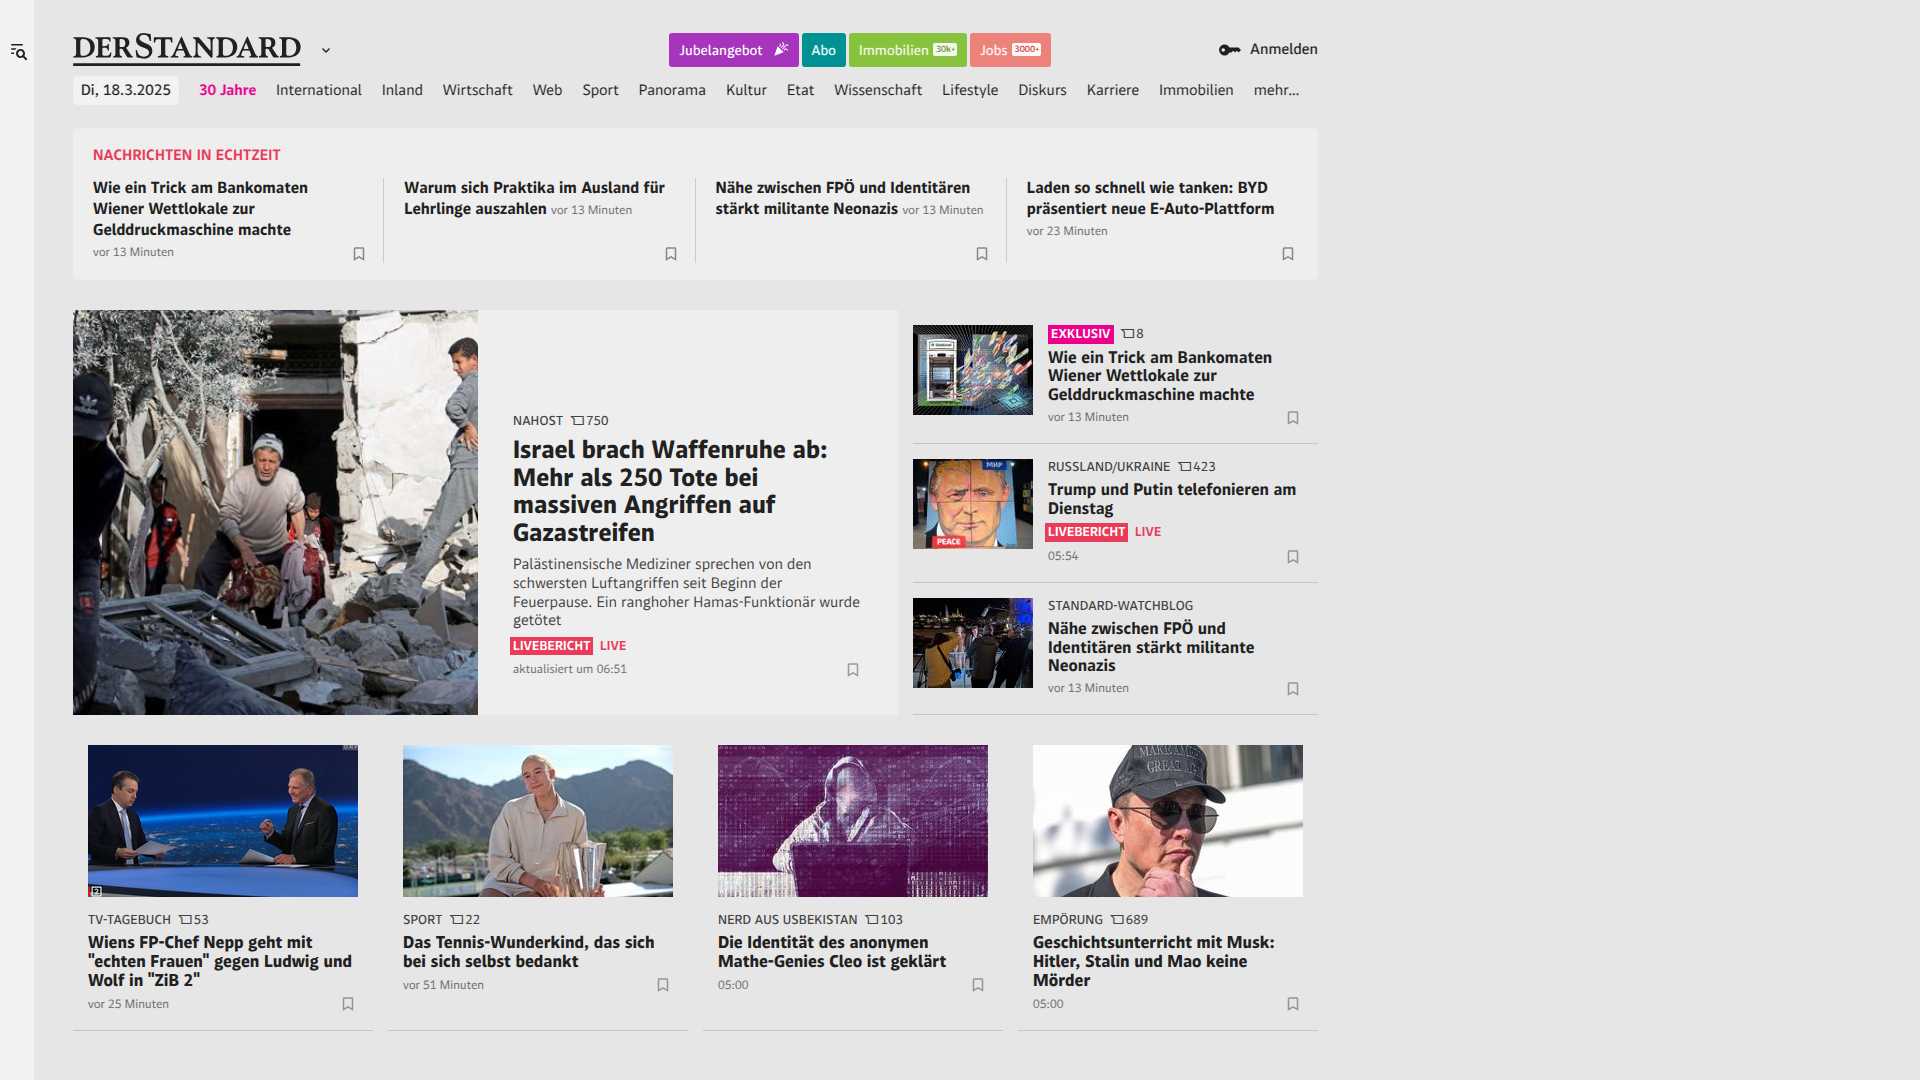 DERSTANDARD
Jubelangebot
Abo
Immobilien 30k+
Jobs 3000+
Anmelden
Di, 18.3.2025
30 Jahre
International
Inland
Wirtschaft
Web
Sport
Panorama
Kultur
Etat
Wissenschaft
Lifestyle
Diskurs
Karriere
Immobilien
mehr...
NACHRICHTEN IN ECHTZEIT
Wie ein Trick am Bankomaten
Wiener Wettlokale zur
Gelddruckmaschine machte
vor 13 Minuten
Warum sich Praktika im Ausland für
Lehrlinge auszahlen vor 13 Minuten
Nähe zwischen FPÖ und Identitären
stärkt militante Neonazis vor 13 Minuten
Laden so schnell wie tanken: BYD
präsentiert neue E-Auto-Plattform
vor 23 Minuten
NAHOST 750
Israel brach Waffenruhe ab:
Mehr als 250 Tote bei
massiven Angriffen auf
Gazastreifen
Palästinensische Mediziner sprechen von den
schwersten Luftangriffen seit Beginn der
Feuerpause. Ein ranghoher Hamas-Funktionär wurde
getötet
LIVEBERICHT LIVE
aktualisiert um 06:51
EXKLUSIV 8
Wie ein Trick am Bankomaten
Wiener Wettlokale zur
Gelddruckmaschine machte
vor 13 Minuten
МИР
PEACE
RUSSLAND/UKRAINE 423
Trump und Putin telefonieren am
Dienstag
LIVEBERICHT LIVE
05:54
STANDARD-WATCHBLOG
Nähe zwischen FPÖ und
Identitären stärkt militante
Neonazis
vor 13 Minuten
TV-TAGEBUCH 53
Wiens FP-Chef Nepp geht mit
"echten Frauen" gegen Ludwig und
Wolf in "ZiB 2"
vor 25 Minuten
SPORT 22
Das Tennis-Wunderkind, das sich
bei sich selbst bedankt
vor 51 Minuten
NERD AUS USBEKISTAN 103
Die Identität des anonymen
Mathe-Genies Cleo ist geklärt
05:00
MAKE AMERICA
GREAT AGAIN
EMPÖRUNG 689
Geschichtsunterricht mit Musk:
Hitler, Stalin und Mao keine
Mörder
05:00